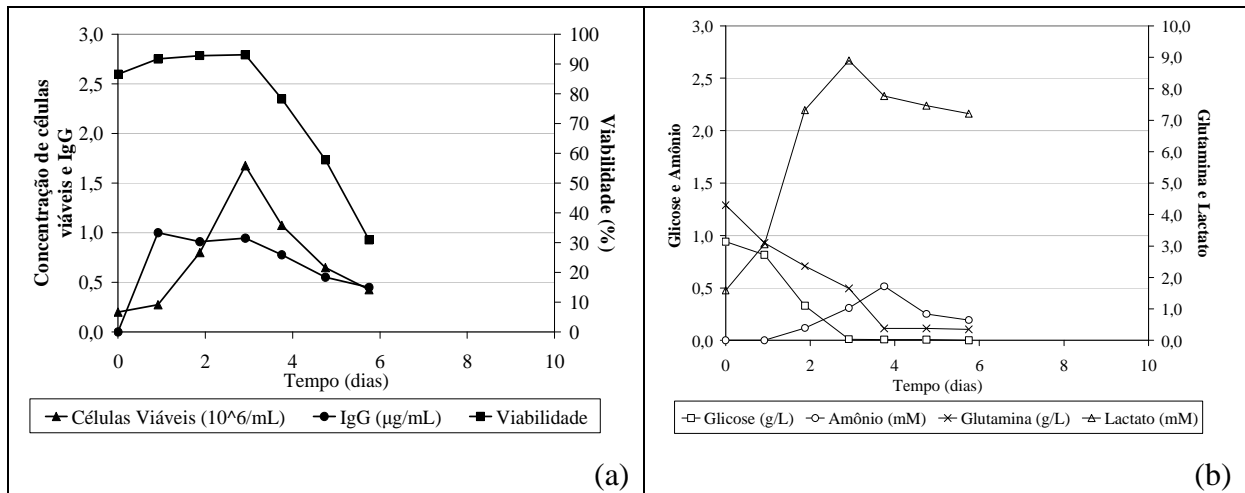 3,0
2,5
2,0
1,5
1,0
0,5
0,0
Concentração de células
viáveis e IgG
100
90
80
70
60
50
40
30
20
10
0
Viabilidade (%)
0 2 4 6 8 10
Tempo (dias)
Células Viáveis (10^6/mL) IgG (µg/mL) Viabilidade
(a)
3,0
2,5
2,0
1,5
1,0
0,5
0,0
Glicose e Amônio
10,0
9,0
8,0
7,0
6,0
5,0
4,0
3,0
2,0
1,0
0,0
Glutamina e Lactato
0 2 4 6 8 10
Tempo (dias)
Glicose (g/L) Amônio (mM) Glutamina (g/L) Lactato (mM)
(b)